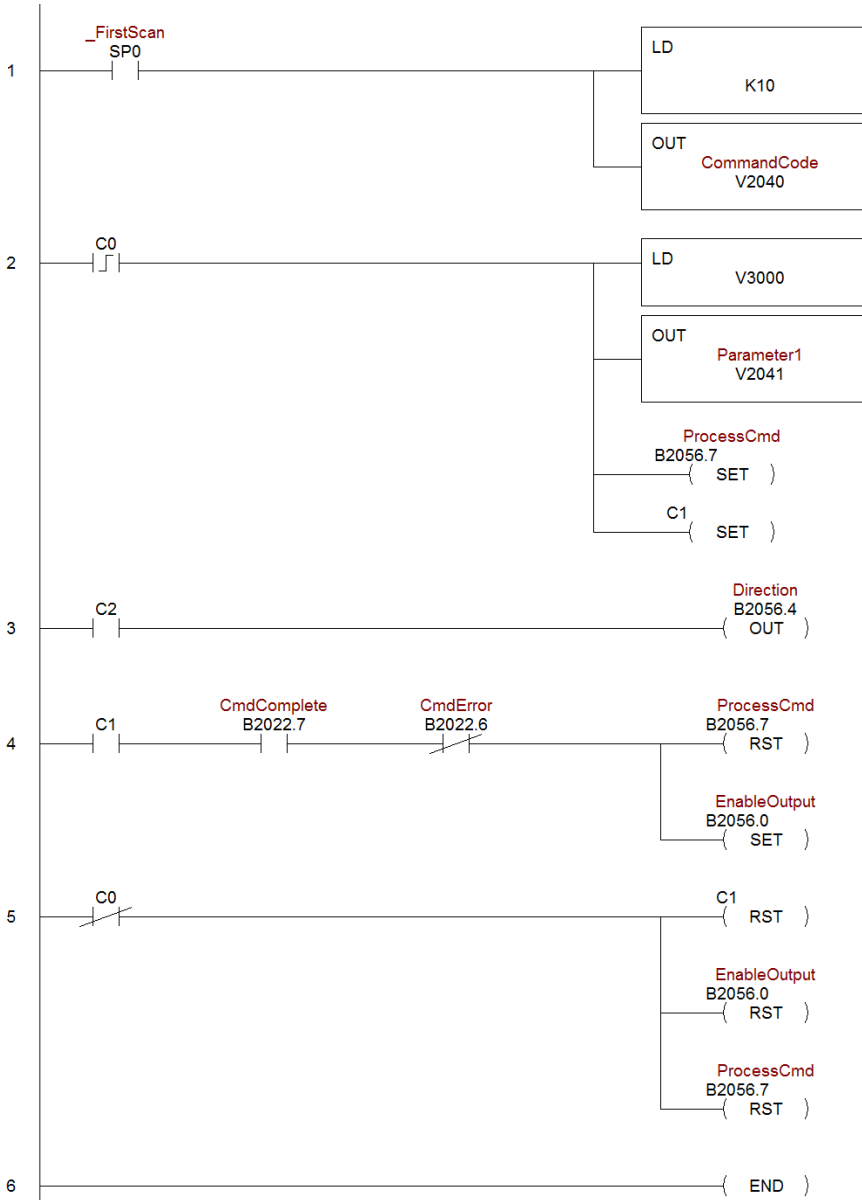 _FirstScan
SP0
1
LD
K10
OUT
CommandCode
V2040
2
C0
LD
V3000
OUT
Parameter1
V2041
ProcessCmd
B2056.7
SET
C1
SET
3
C2
Direction
B2056.4
OUT
4
C1
CmdComplete
B2022.7
CmdError
B2022.6
ProcessCmd
B2056.7
RST
EnableOutput
B2056.0
SET
5
C0
C1
RST
EnableOutput
B2056.0
RST
ProcessCmd
B2056.7
RST
6
END